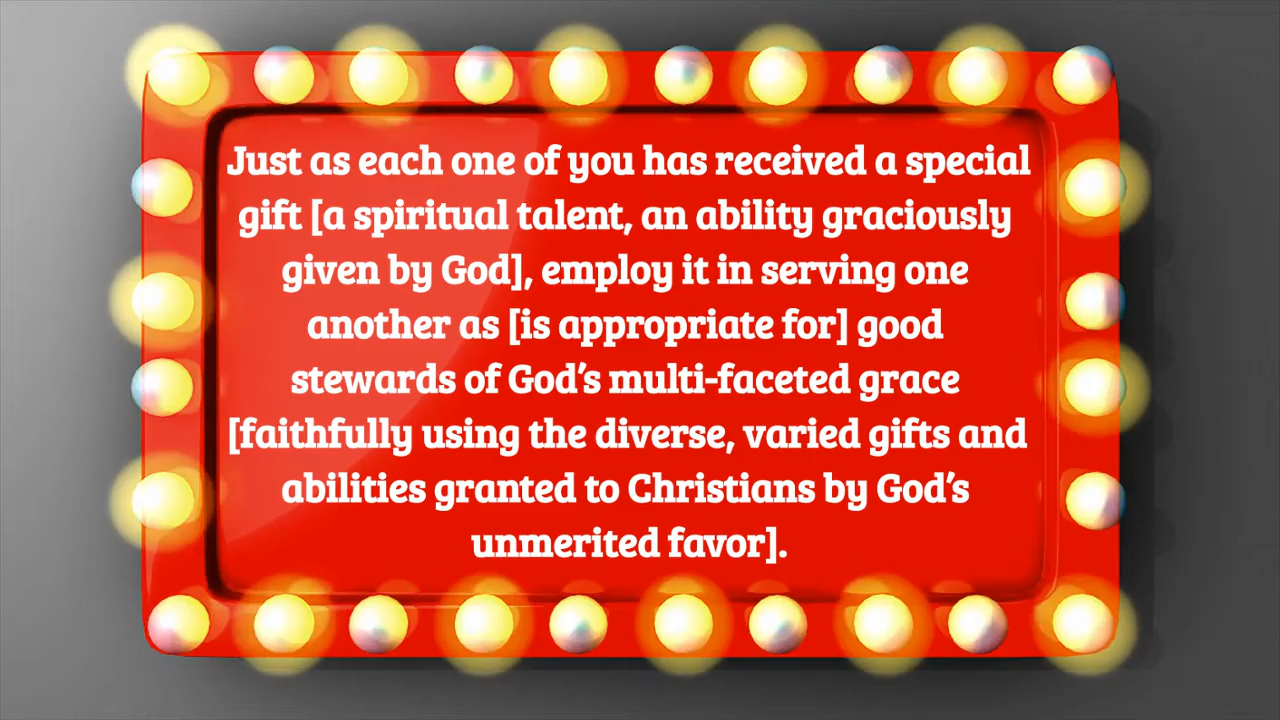 Just as each one of you has received a special
gift [a spiritual talent, an ability graciously
given by God], employ it in serving one
another as [is appropriate for] good
stewards of God’s multi-faceted grace
[faithfully using the diverse, varied gifts and
abilities granted to Christians by God’s
unmerited favor].